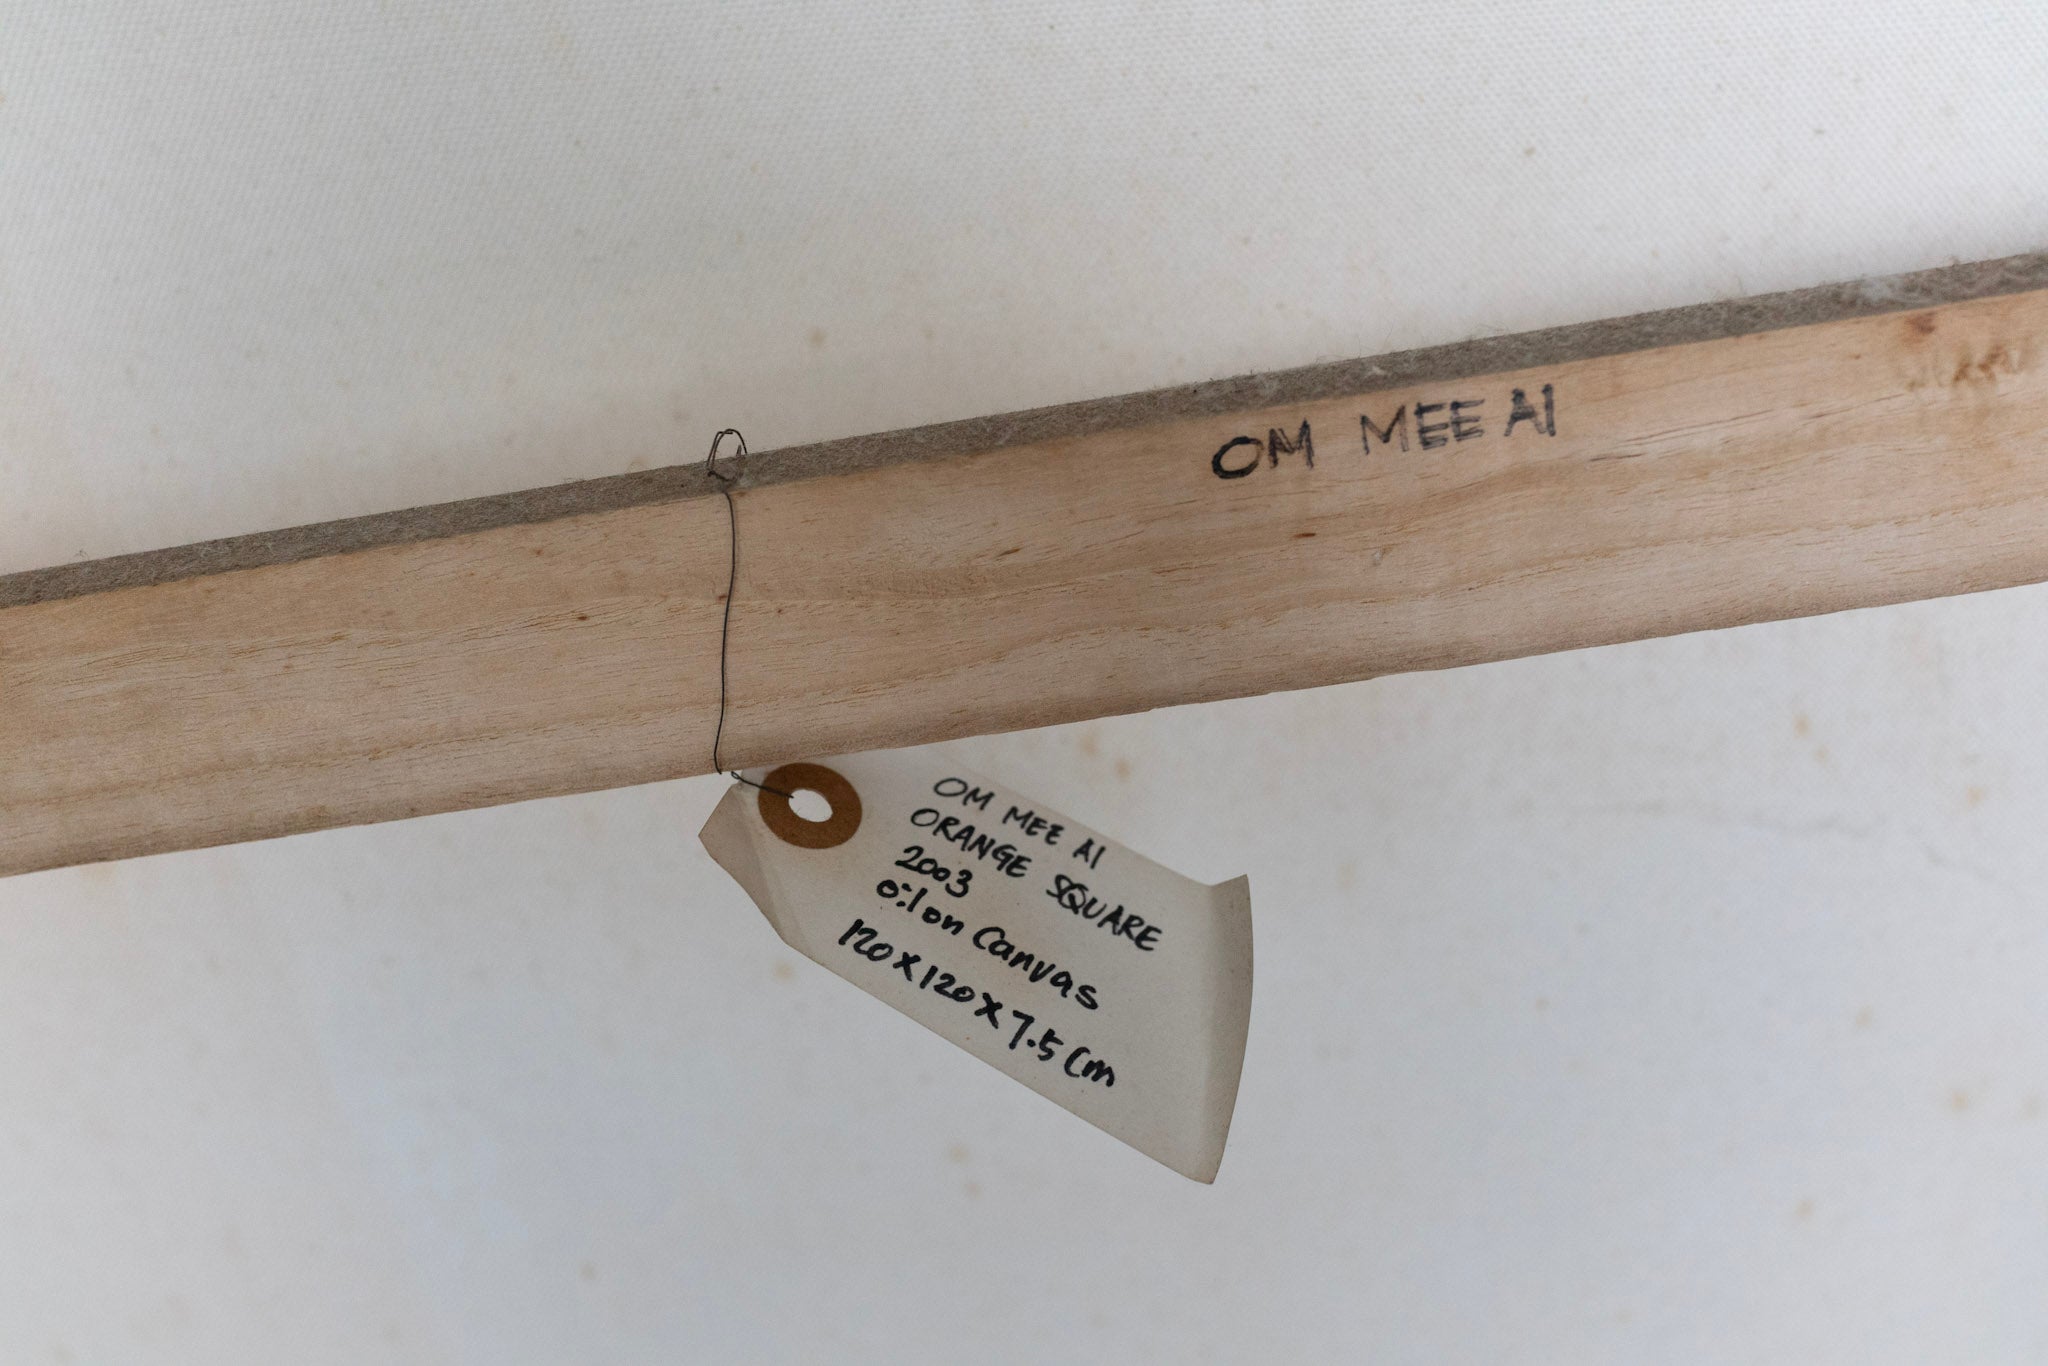 OM MEE AI
OM MEE AI
ORANGE SQUARE
2003
oil on Canvas
120 x 120 x 7.5 Cm